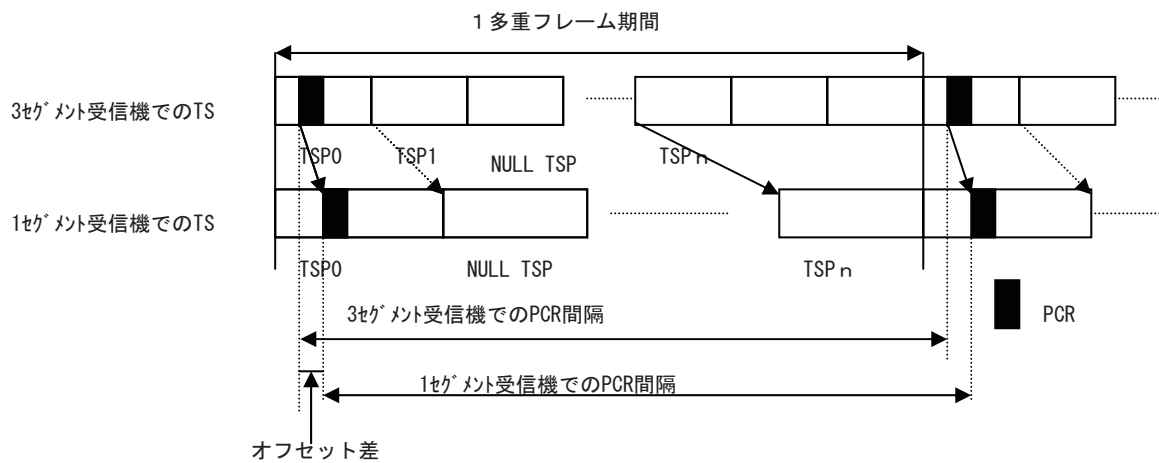 1多重フレーム期間
3ｾｸﾞﾒﾝﾄ受信機でのTS
TSP0 TSP1 NULL TSP TSPn
1ｾｸﾞﾒﾝﾄ受信機でのTS
TSP0 NULL TSP TSPn
3ｾｸﾞﾒﾝﾄ受信機でのPCR間隔
PCR
1ｾｸﾞﾒﾝﾄ受信機でのPCR間隔
オフセット差